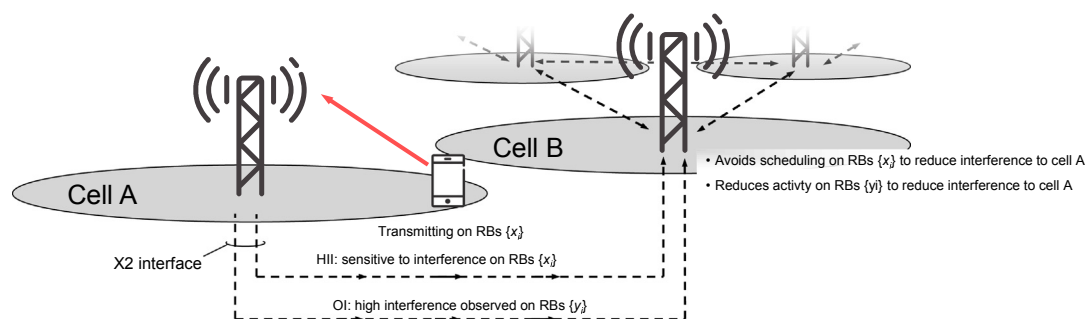 Cell B
• Avoids scheduling on RBs {xᵢ} to reduce interference to cell A
Cell A
• Reduces activty on RBs {yi} to reduce interference to cell A
Transmitting on RBs {xᵢ}
X2 interface
HII: sensitive to interference on RBs {xᵢ}
OI: high interference observed on RBs {yᵢ}